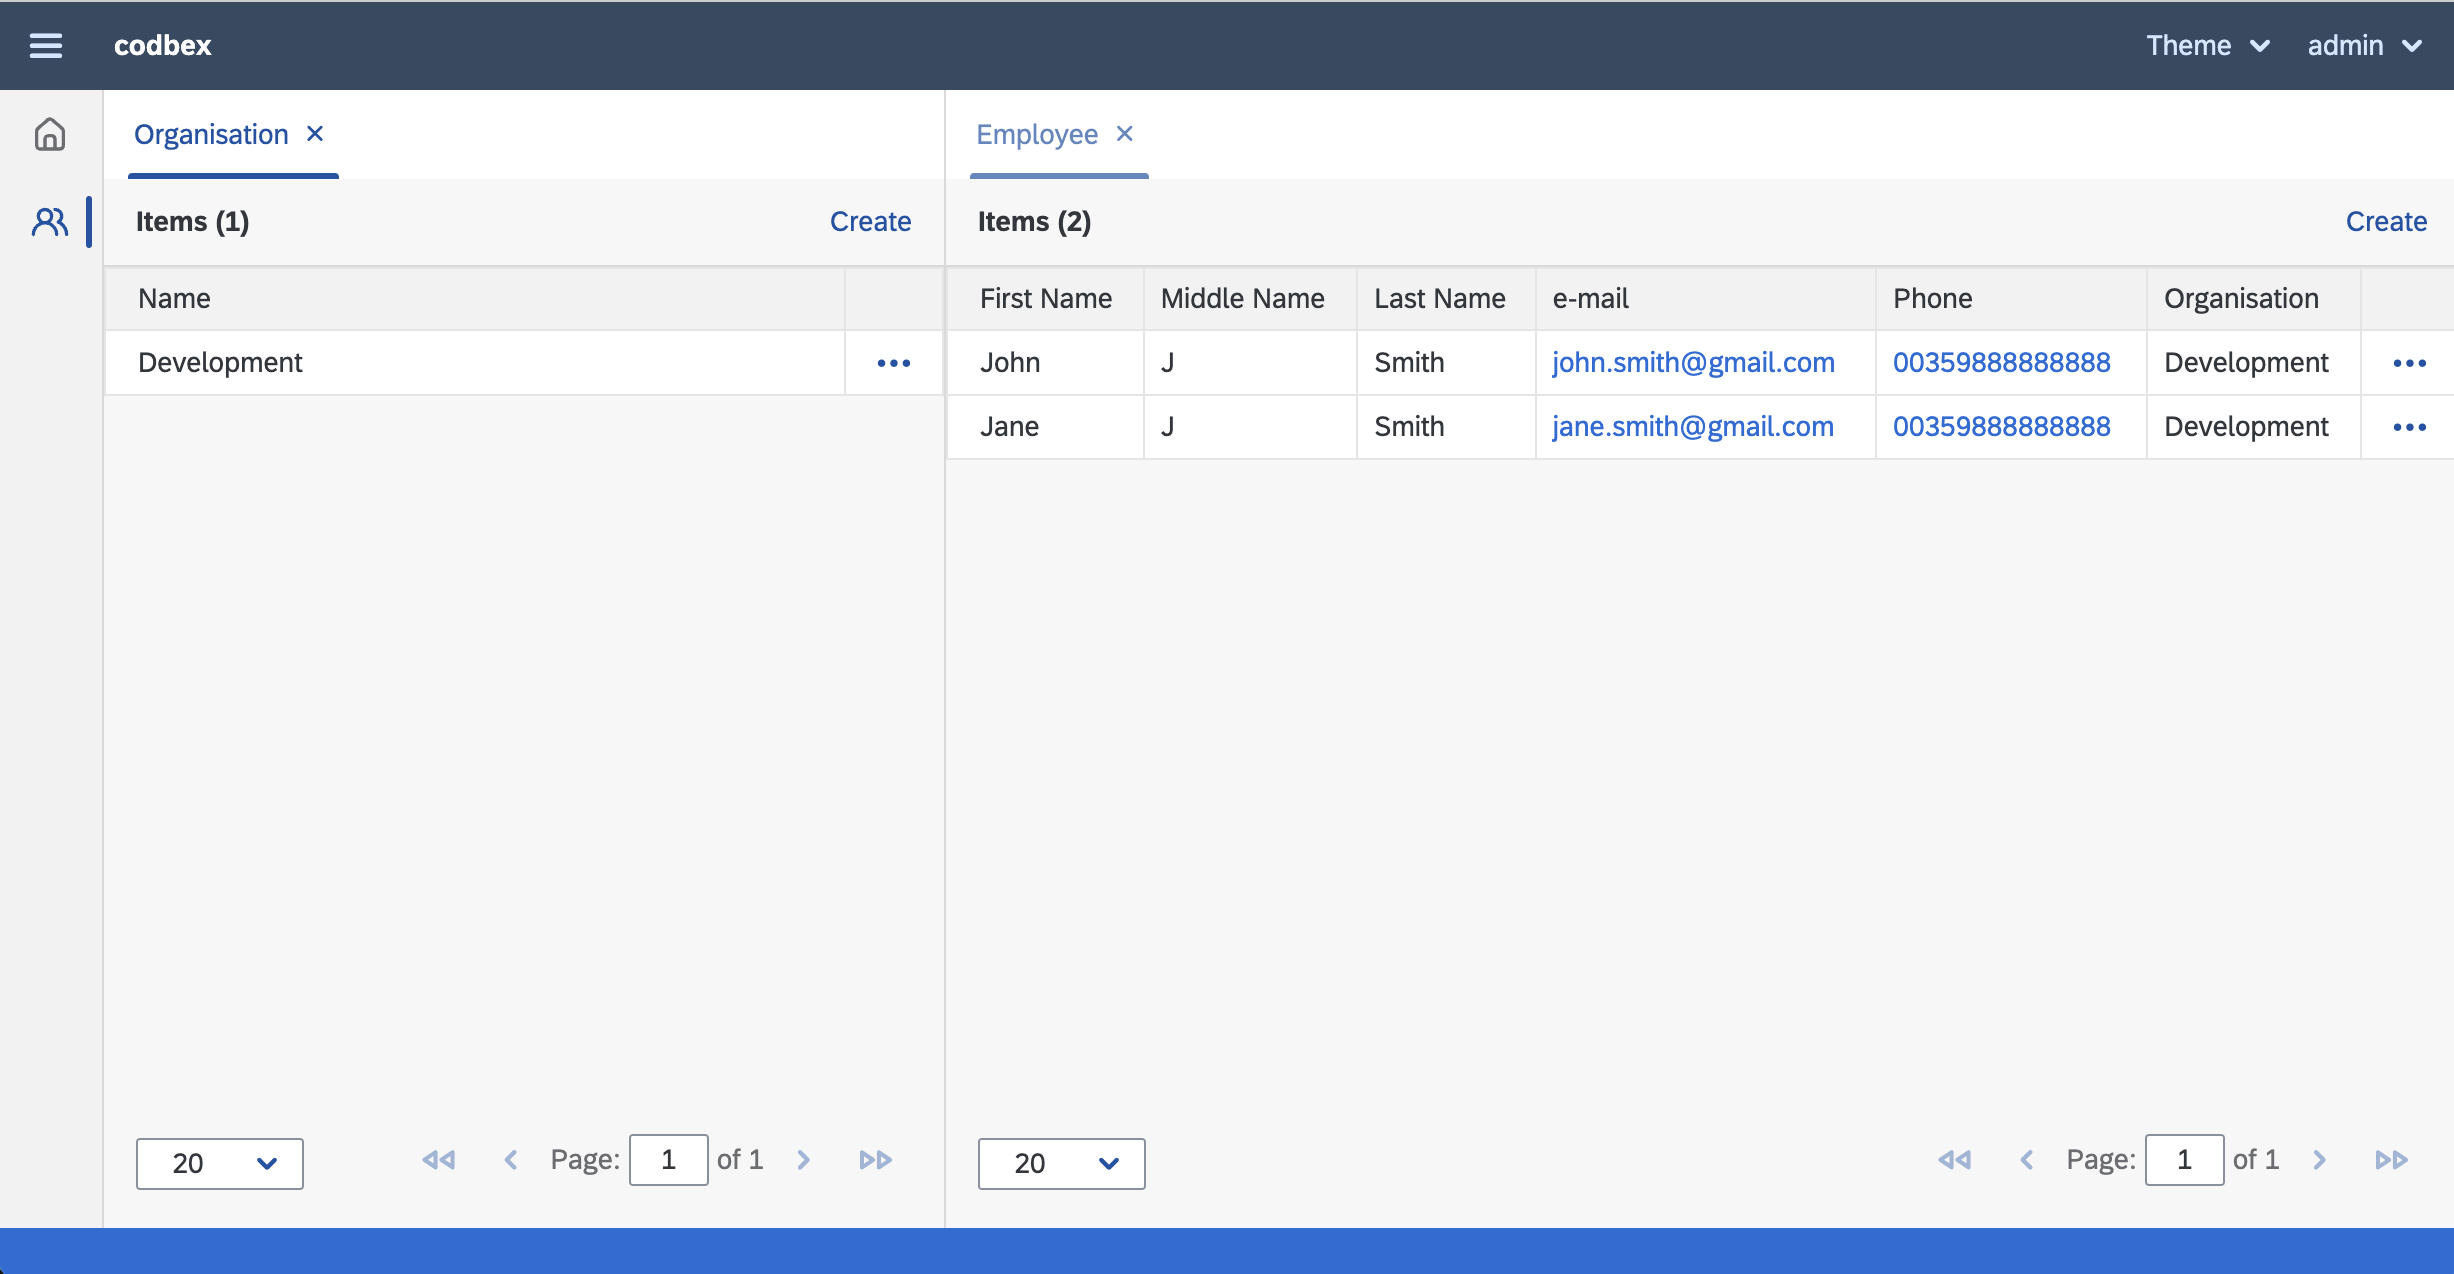 codbex
Theme
admin
Organisation
Items (1)
Create
Name
Development
20
Page: 1 of 1
Employee
Items (2)
Create
First Name Middle Name Last Name e-mail Phone Organisation
John J Smith john.smith@gmail.com 00359888888888 Development
Jane J Smith jane.smith@gmail.com 00359888888888 Development
20
Page: 1 of 1